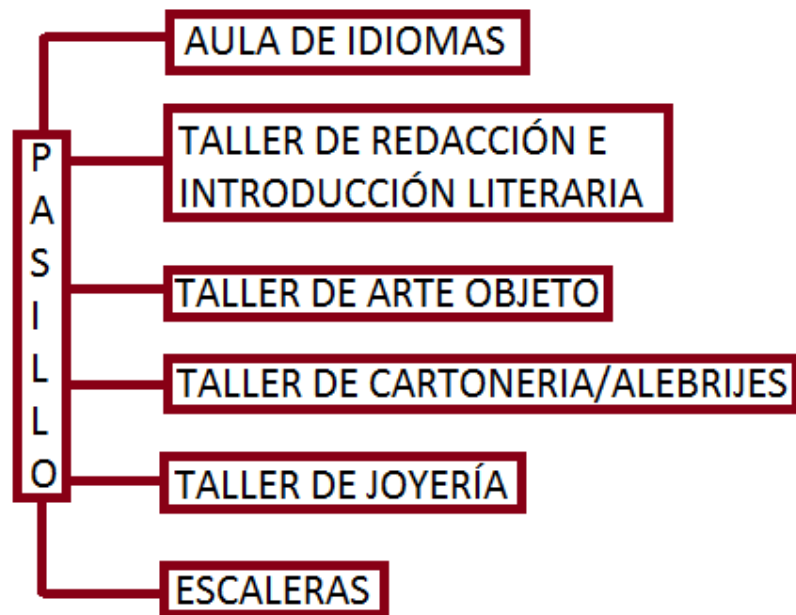 AULA DE IDIOMAS
PASILLO
TALLER DE REDACCIÓN E
INTRODUCCIÓN LITERARIA
TALLER DE ARTE OBJETO
TALLER DE CARTONERIA/ALEBRIJES
TALLER DE JOYERÍA
ESCALERAS